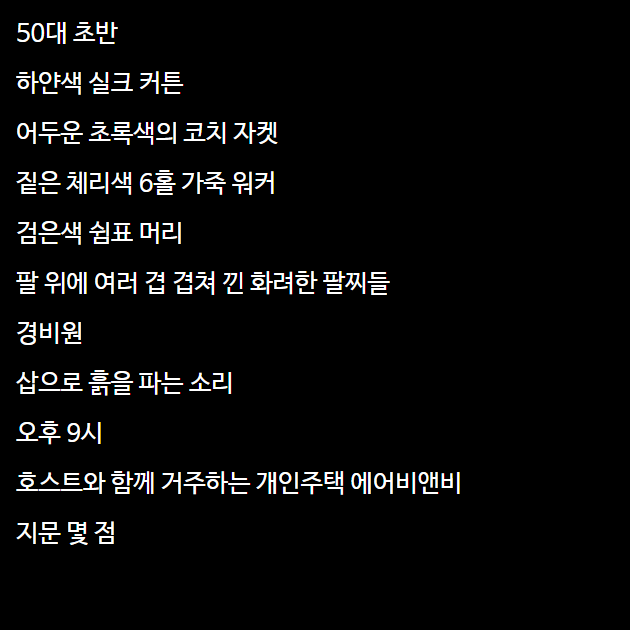 50대 초반
하얀색 실크 커튼
어두운 초록색의 코치 자켓
짙은 체리색 6홀 가죽 워커
검은색 쉼표 머리
팔 위에 여러 겹 겹쳐 낀 화려한 팔찌들
경비원
삽으로 흙을 파는 소리
오후 9시
호스트와 함께 거주하는 개인주택 에어비앤비
지문 몇 점